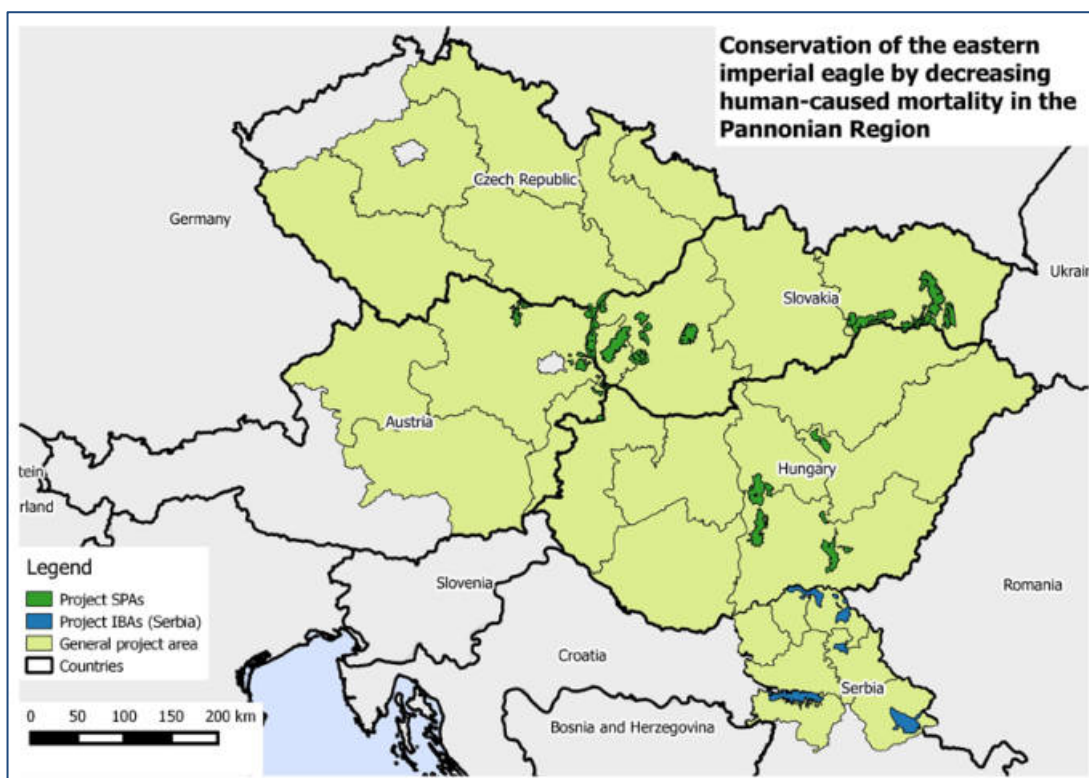 Conservation of the eastern
imperial eagle by decreasing
human-caused mortality in the
Pannonian Region
Czech Republic
Germany
Ukrain
Slovakia
Austria
Hungary
tein
erland
Legend
Project SPAs
Project IBAs (Serbia)
General project area
Countries
0 50 100 150 200 km
Slovenia
Romania
Croatia
Serbia
Bosnia and Herzegovina